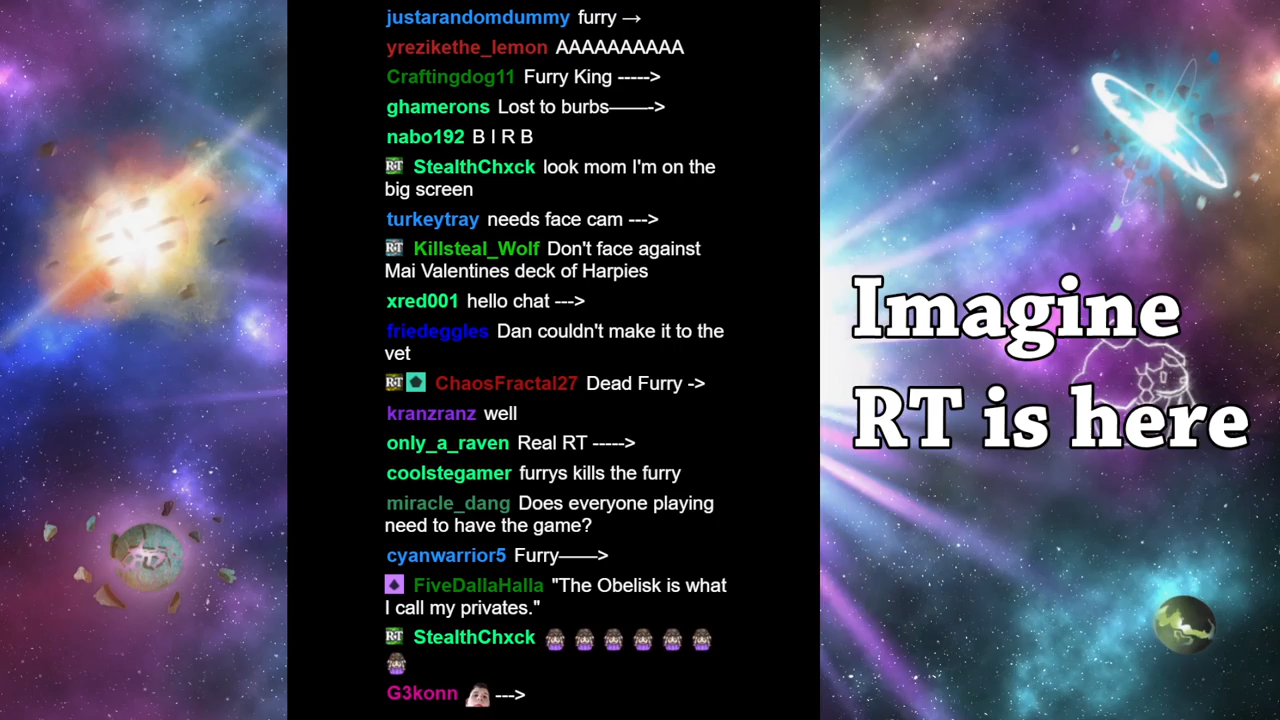 justarandomdummy furry →
yrezikethe_lemon AAAAAAAAAA
Craftingdog11 Furry King ----->
ghamerons Lost to burbs——->
nabo192 B I R B
RT StealthChxck look mom I'm on the
big screen
turkeytray needs face cam --->
RT Killsteal_Wolf Don't face against
Mai Valentines deck of Harpies
xred001 hello chat --->
friedeggles Dan couldn't make it to the
vet
RT ChaosFractal27 Dead Furry ->
kranzranz well
only_a_raven Real RT ----->
coolstegamer furrys kills the furry
miracle_dang Does everyone playing
need to have the game?
cyanwarrior5 Furry——>
FiveDallaHalla "The Obelisk is what
I call my privates."
RT StealthChxck
G3konn --->
Imagine
RT is here